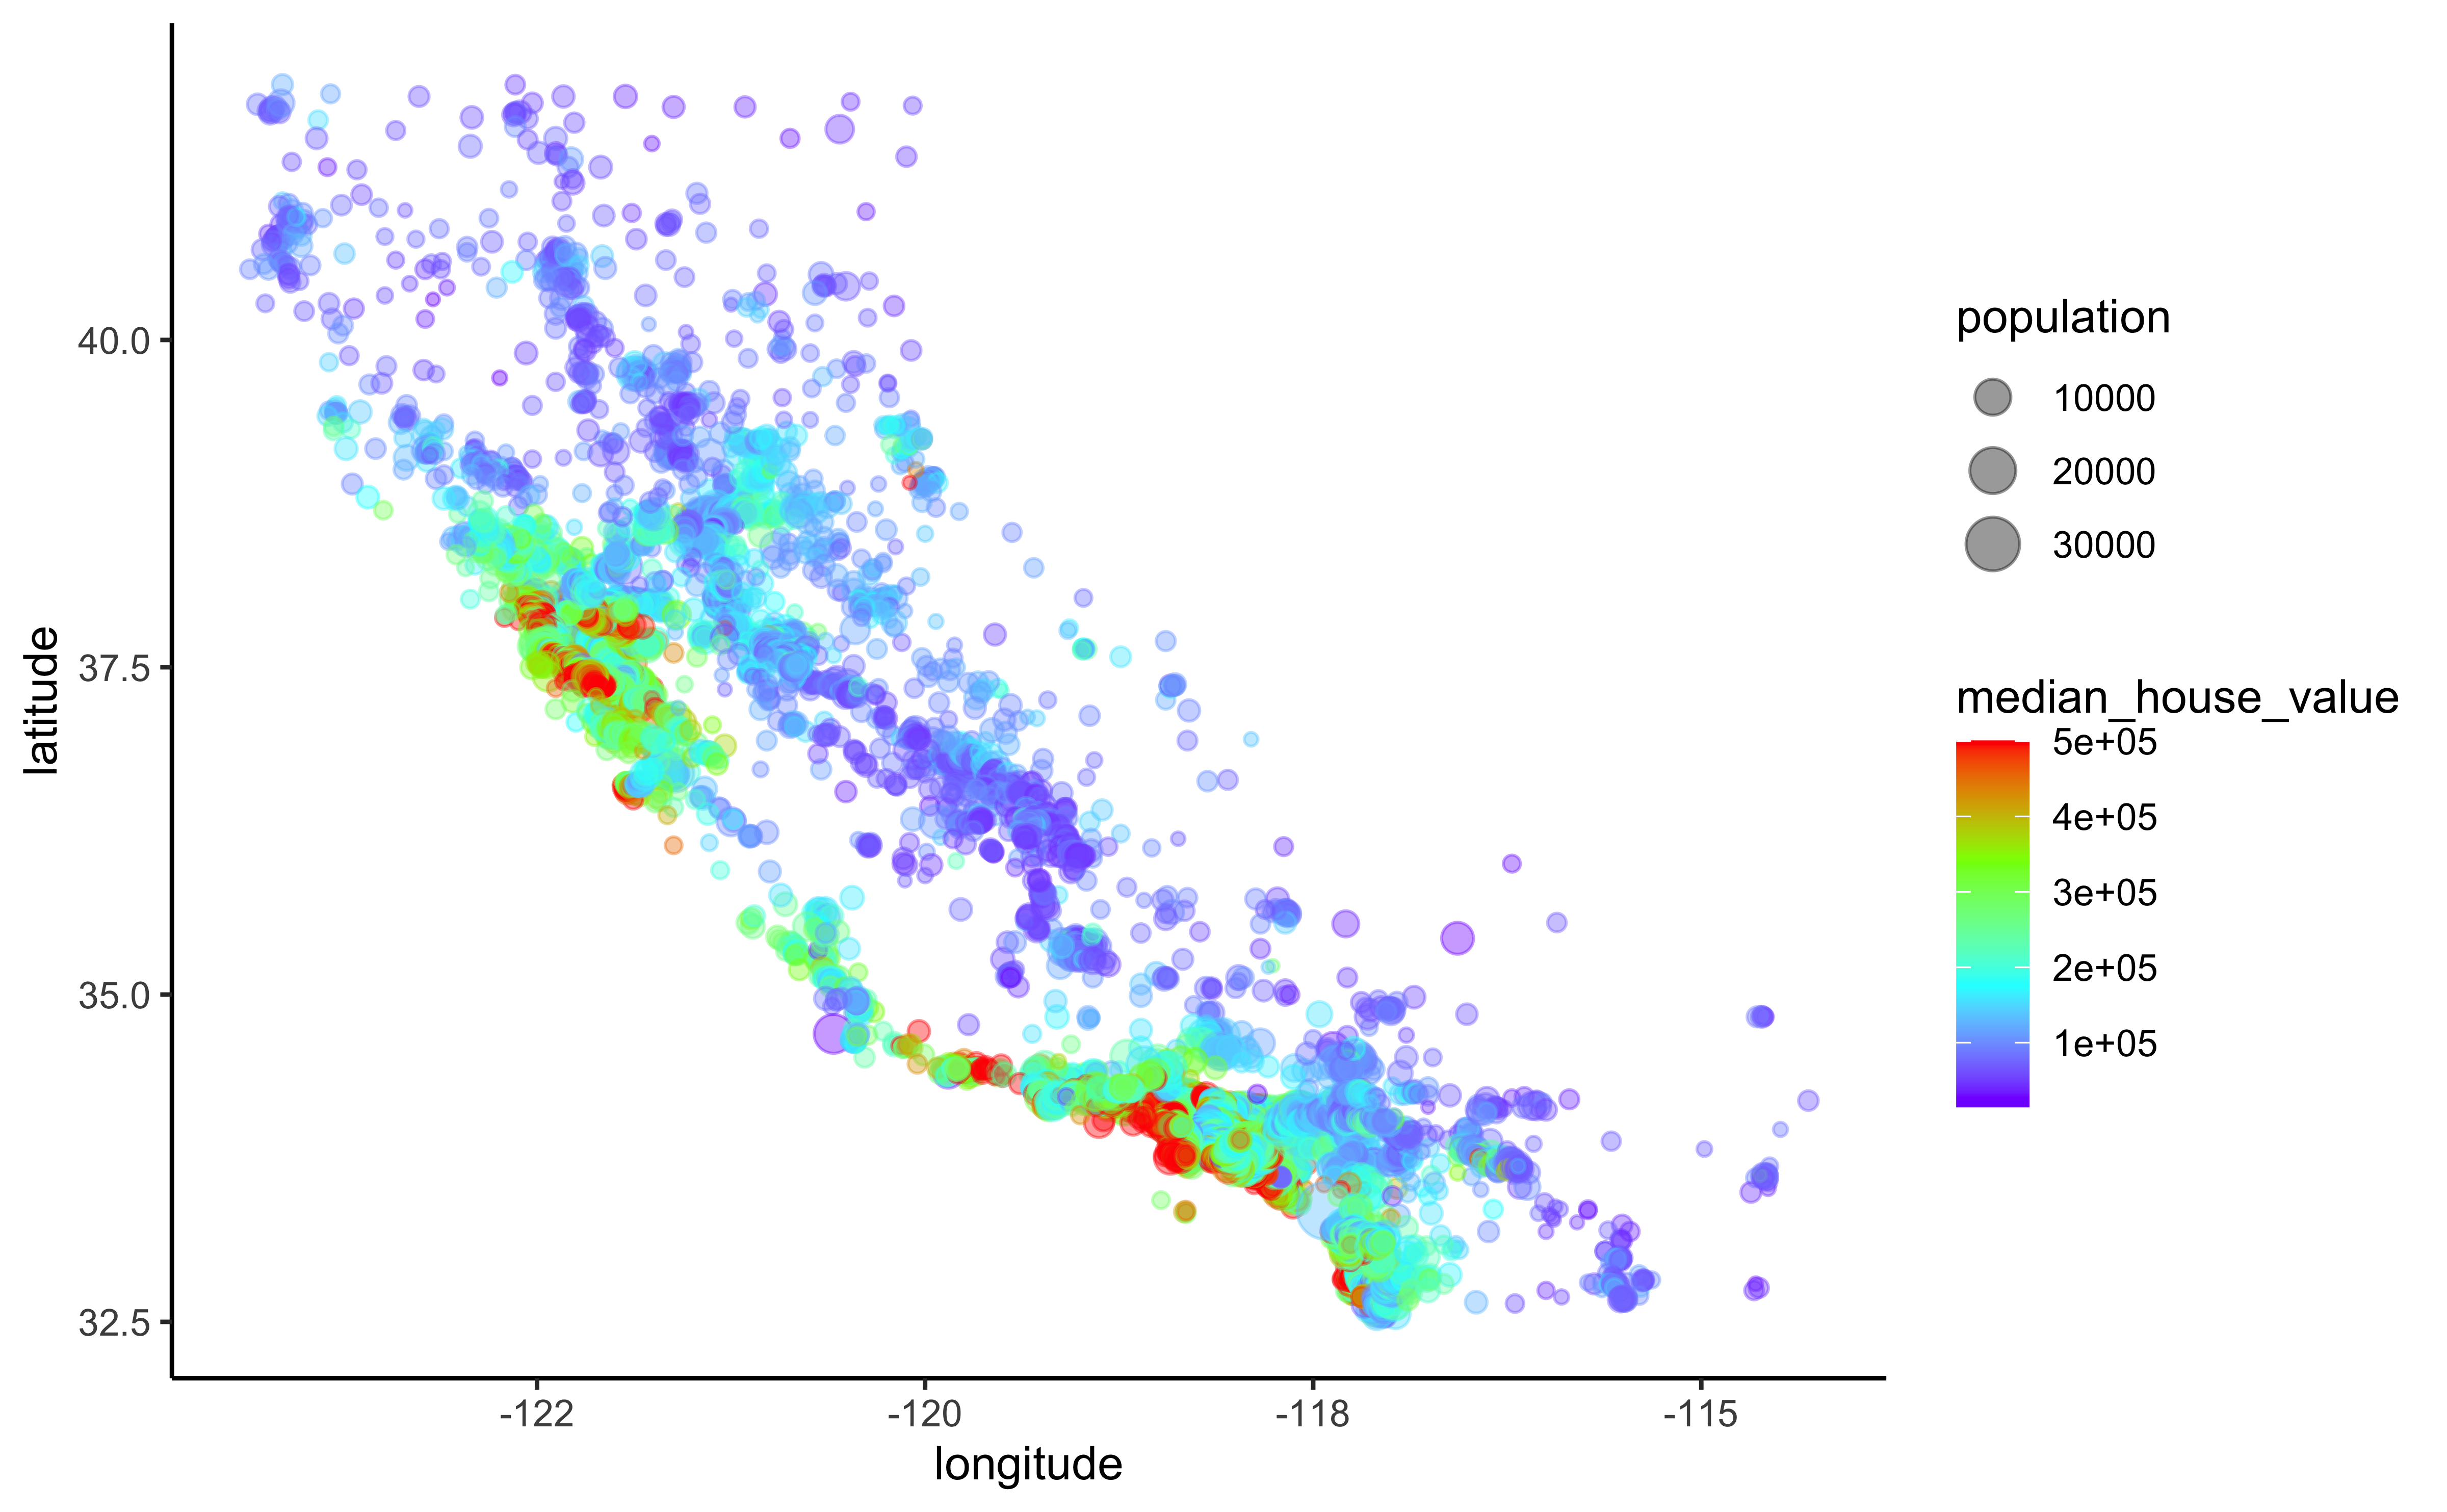 latitude
40.0
37.5
35.0
32.5
-122
-120
-118
-115
longitude
population
10000
20000
30000
median_house_value
5e+05
4e+05
3e+05
2e+05
1e+05